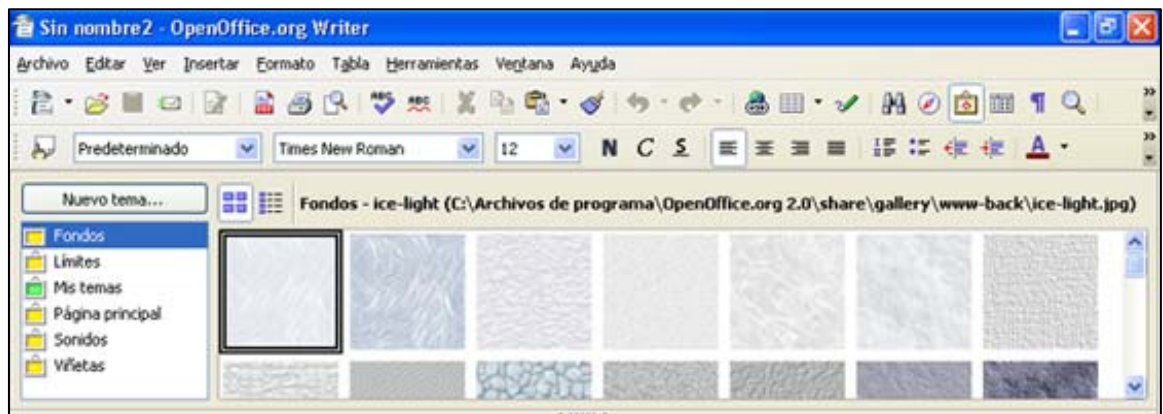 Sin nombre2 - OpenOffice.org Writer
Archivo Editar Ver Insertar Formato Tabla Herramientas Ventana Ayuda
ABC ABC
Predeterminado Times New Roman 12 N C S A
Nuevo tema... Fondos - ice-light (C:\Archivos de programa\OpenOffice.org 2.0\share\gallery\www-back\ice-light.jpg)
Fondos
Límites
Mis temas
Página principal
Sonidos
Viñetas